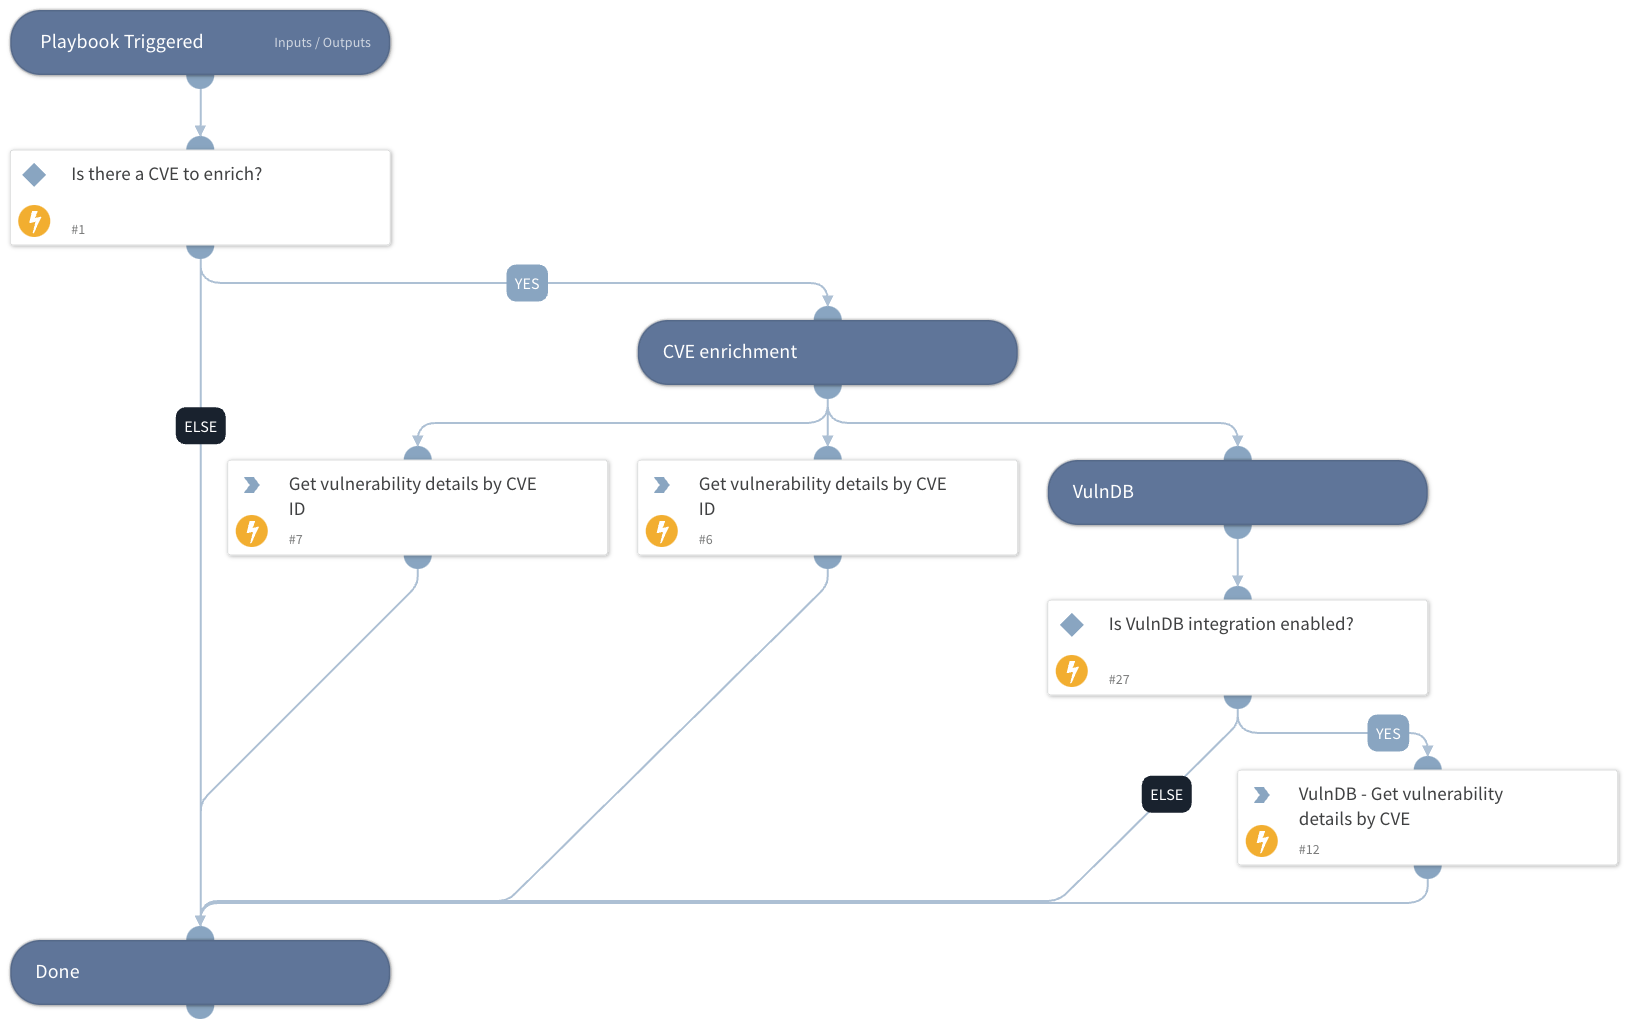 Playbook Triggered
Inputs / Outputs
Is there a CVE to enrich?
#1
YES
CVE enrichment
ELSE
Get vulnerability details by CVE
ID
#7
Get vulnerability details by CVE
ID
#6
VulnDB
Is VulnDB integration enabled?
#27
YES
ELSE
VulnDB - Get vulnerability
details by CVE
#12
Done